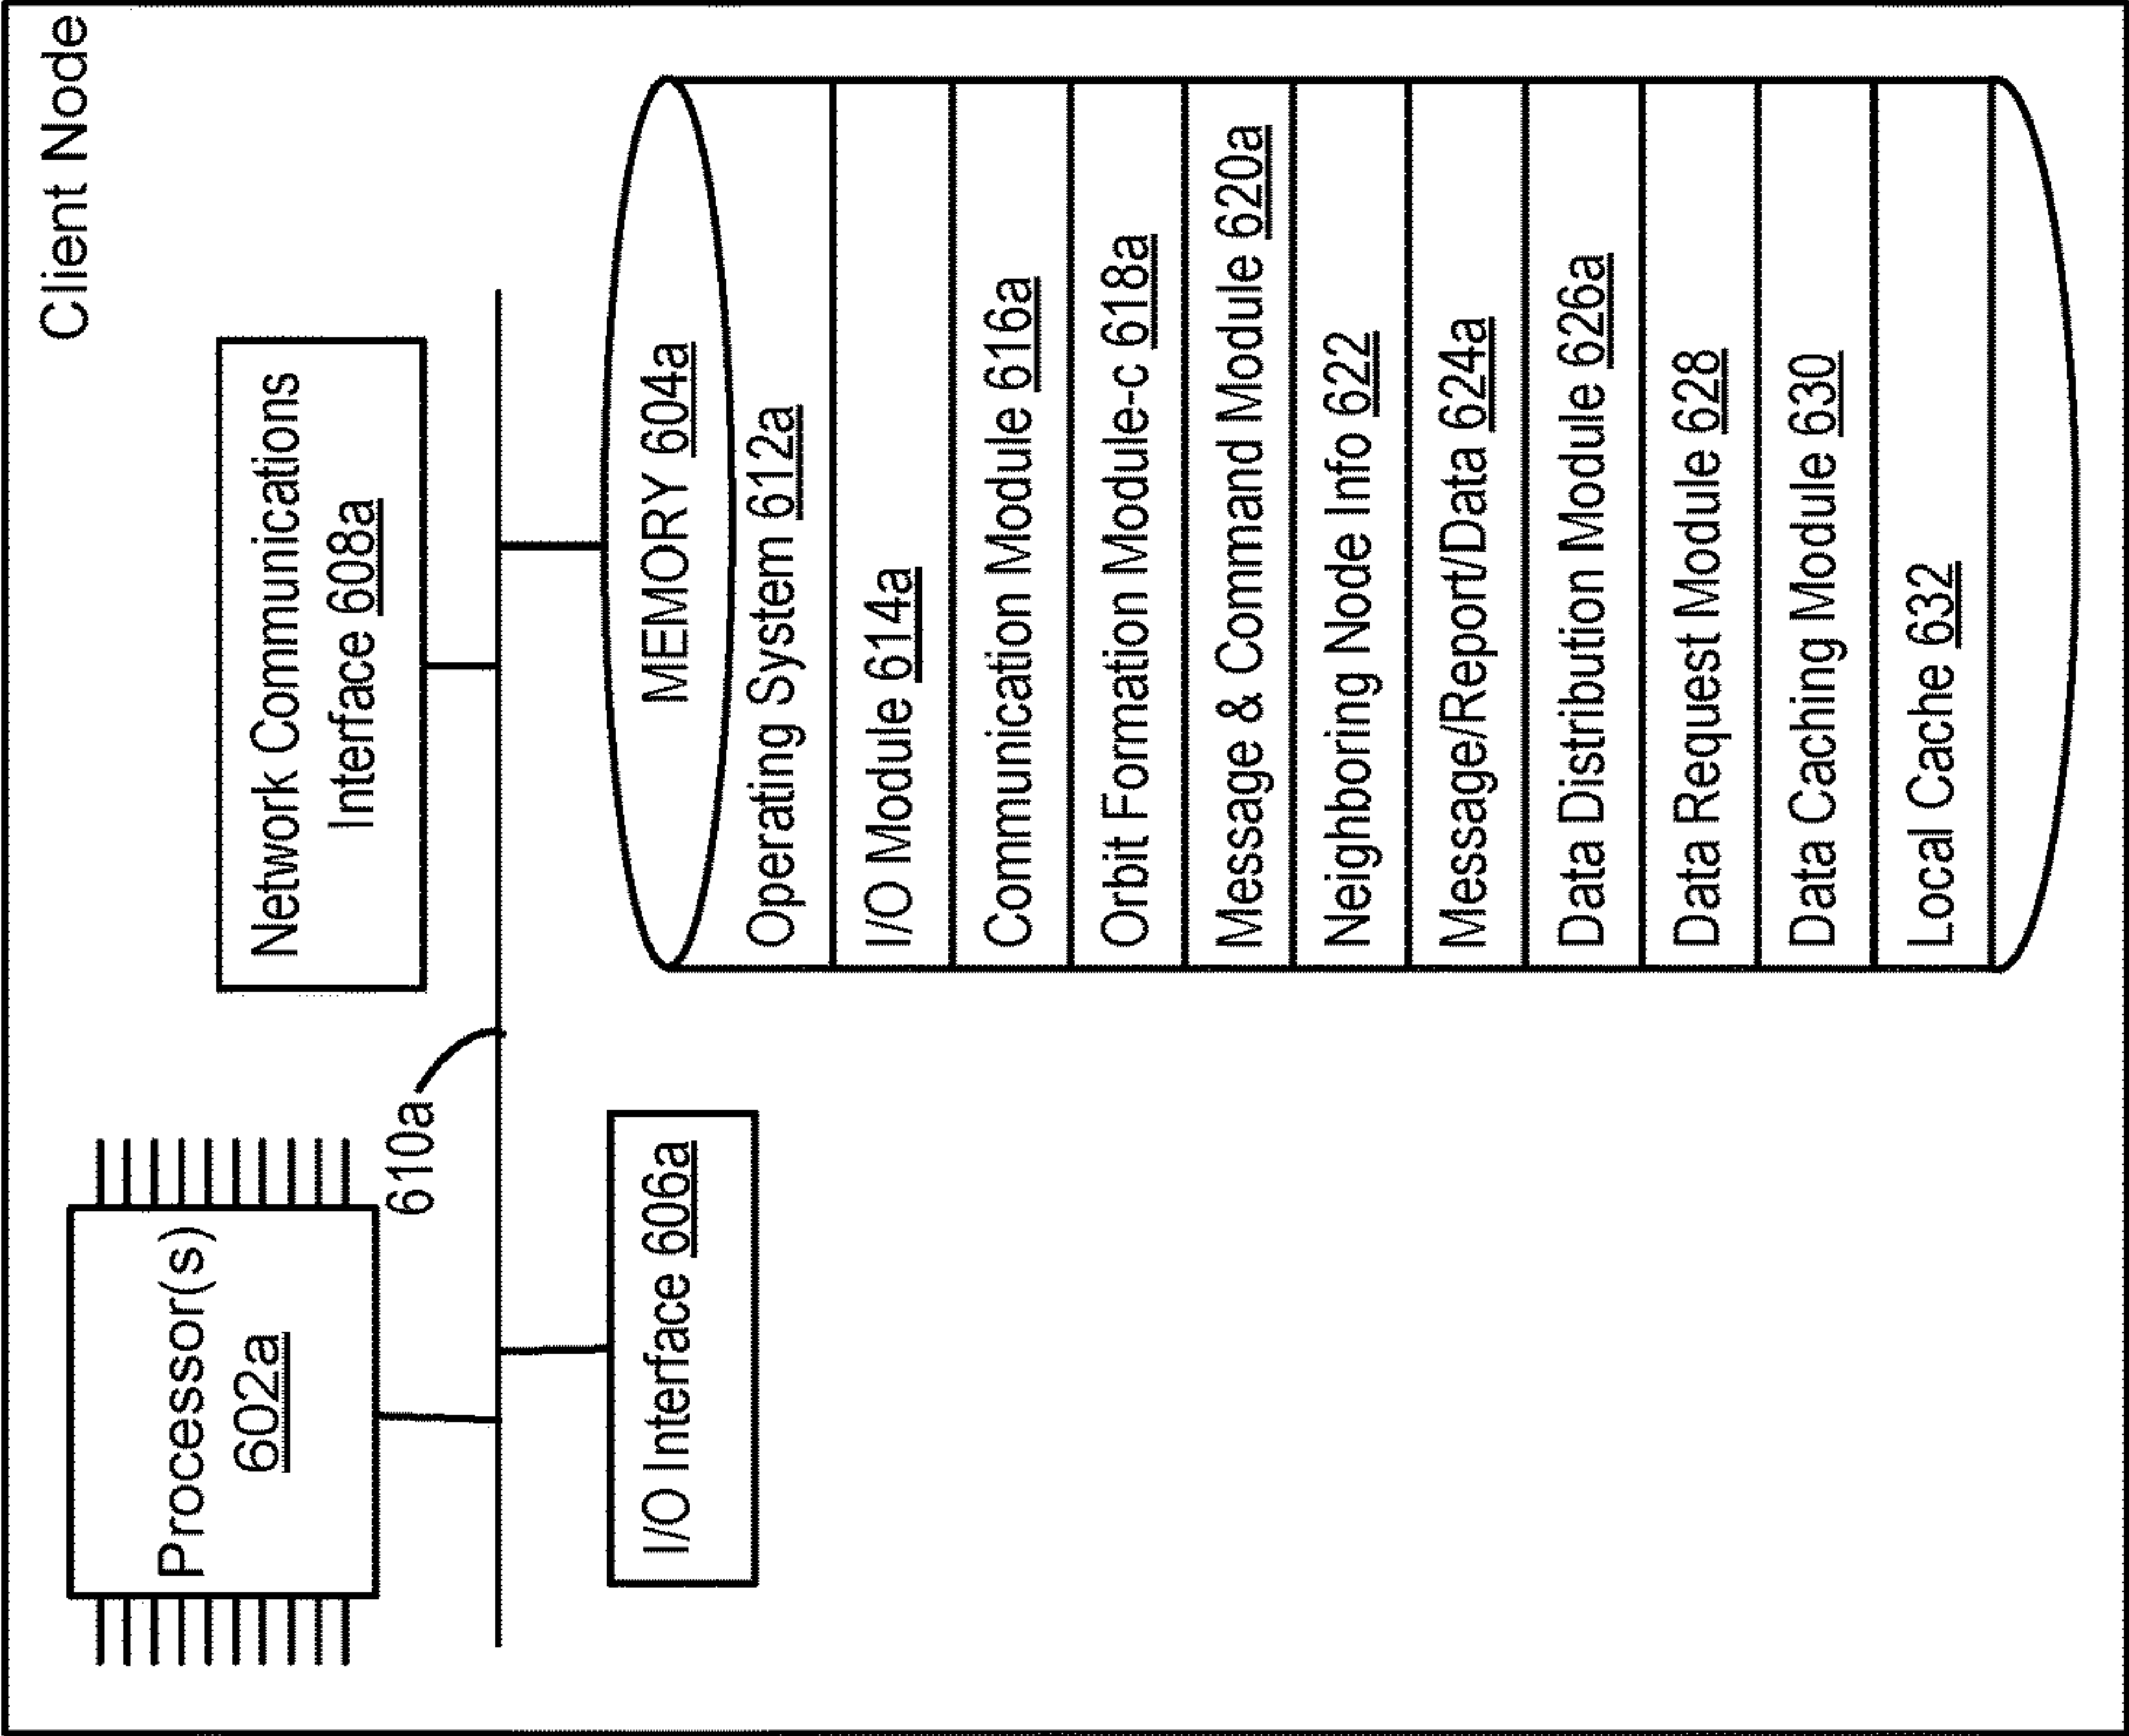 Client Node
Processor(s)
602a
Network Communications
Interface 608a
610a
I/O Interface 606a
MEMORY 604a
Operating System 612a
I/O Module 614a
Communication Module 616a
Orbit Formation Module-c 618a
Message & Command Module 620a
Neighboring Node Info 622
Message/Report/Data 624a
Data Distribution Module 626a
Data Request Module 628
Data Caching Module 630
Local Cache 632